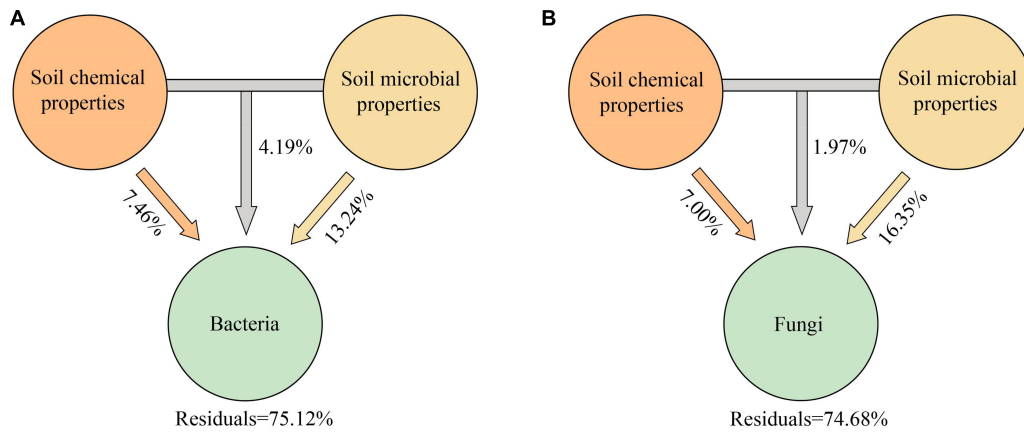 A
Soil chemical
properties
Soil microbial
properties
4.19%
7.46%
13.24%
Bacteria
Residuals=75.12%
B
Soil chemical
properties
Soil microbial
properties
1.97%
7.00%
16.35%
Fungi
Residuals=74.68%